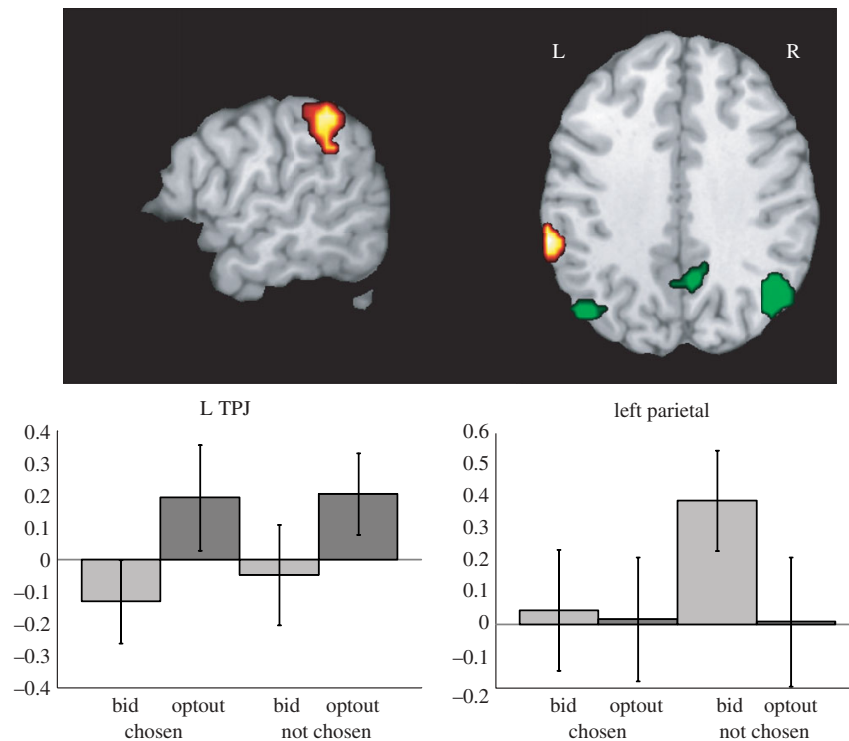 L R
L TPJ
0.4
0.3
0.2
0.1
0
–0.1
–0.2
–0.3
–0.4
bid optout bid optout
chosen not chosen
left parietal
0.6
0.5
0.4
0.3
0.2
0.1
0
–0.1
–0.2
bid optout bid optout
chosen not chosen